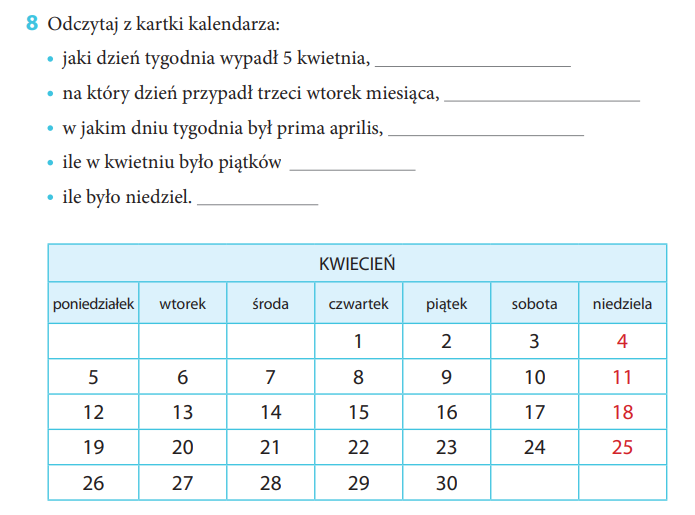 8 Odczytaj z kartki kalendarza:
• jaki dzień tygodnia wypadł 5 kwietnia, ____________________
• na który dzień przypadł trzeci wtorek miesiąca, ____________________
• w jakim dniu tygodnia był prima aprilis, ____________________
• ile w kwietniu było piątków ____________
• ile było niedziel. ____________
KWIECIEŃ
poniedziałek wtorek środa czwartek piątek sobota niedziela
1 2 3 4
5 6 7 8 9 10 11
12 13 14 15 16 17 18
19 20 21 22 23 24 25
26 27 28 29 30